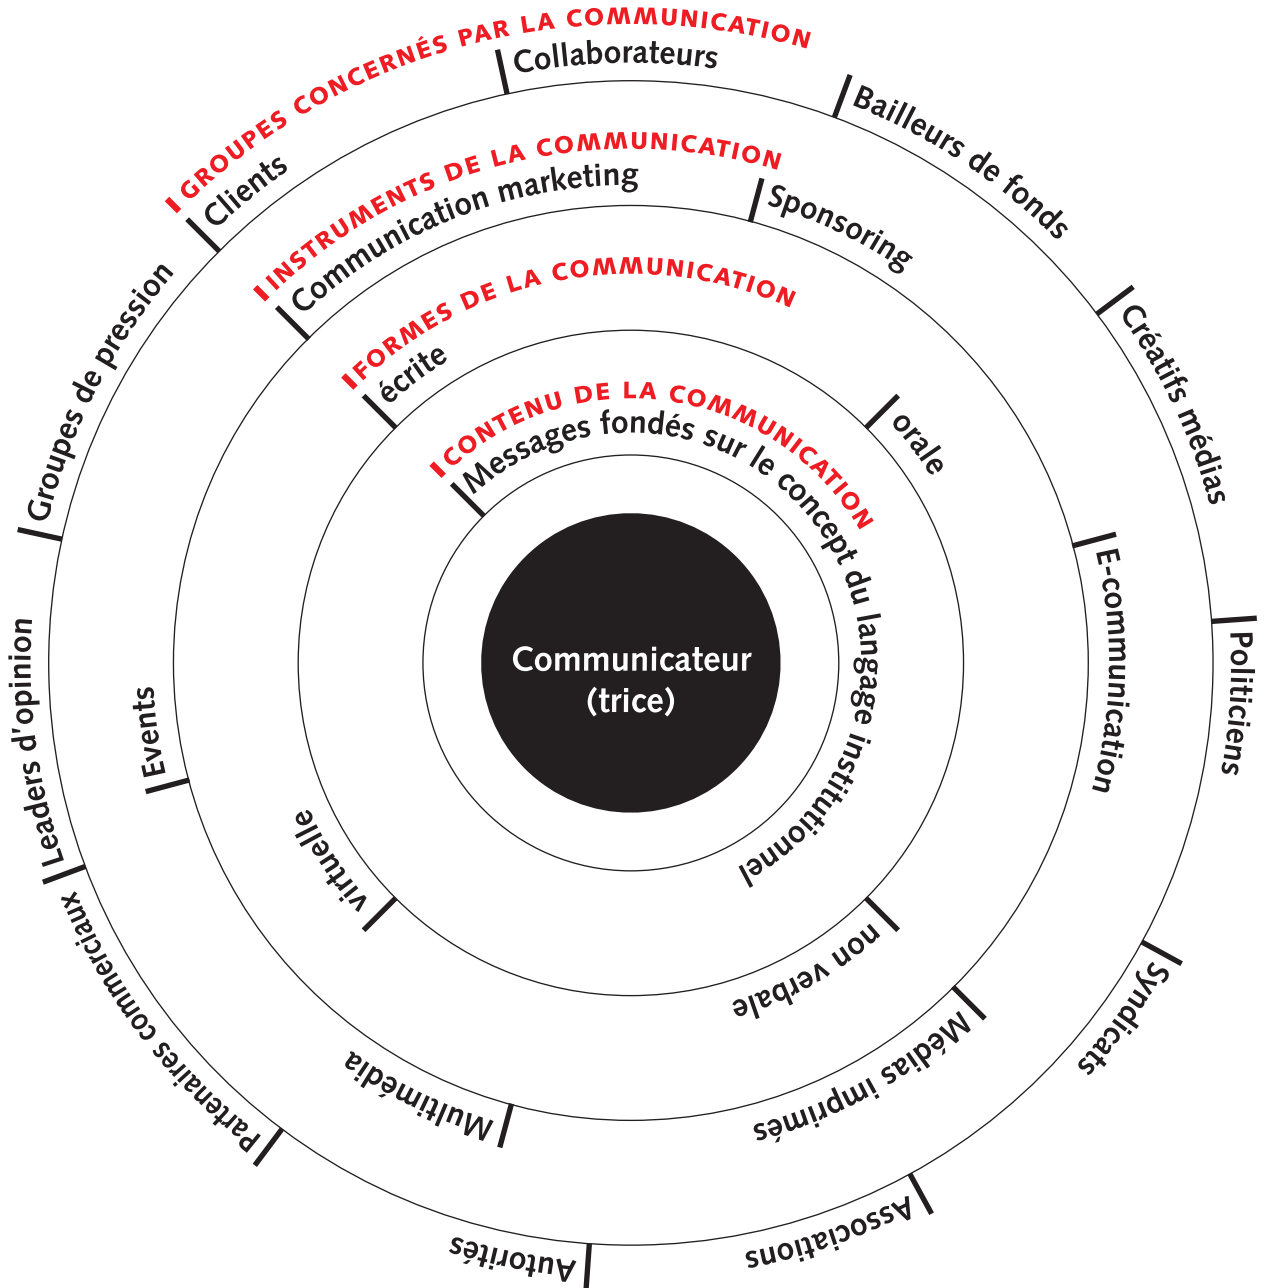 GROUPES CONCERNÉS PAR LA COMMUNICATION
Clients
Collaborateurs
Bailleurs de fonds
Créatifs médias
Politiciens
Syndicats
Associations
Autorités
Partenaires commerciaux
Leaders d'opinion
Groupes de pression
INSTRUMENTS DE LA COMMUNICATION
Communication marketing
Sponsoring
E-communication
Médias imprimés
Multimédia
Events
FORMES DE LA COMMUNICATION
écrite
orale
non verbale
virtuelle
CONTENU DE LA COMMUNICATION
Messages fondés sur le concept du langage institutionnel
Communicateur
(trice)